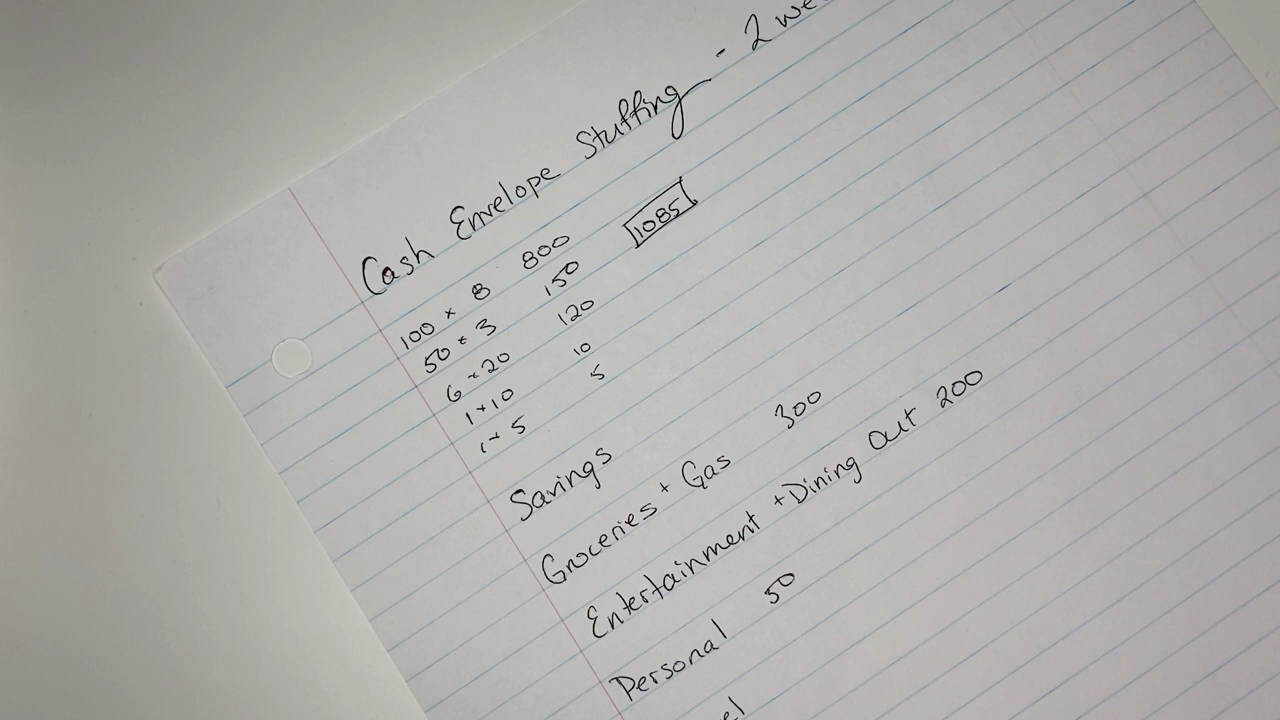 Cash Envelope Stuffing - 2
100 x 8 800 1085
50 x 3 150
6 x 20 120
1 x 10 10
1 x 5 5
Savings
Groceries + Gas 300
Entertainment + Dining Out 200
Personal 50